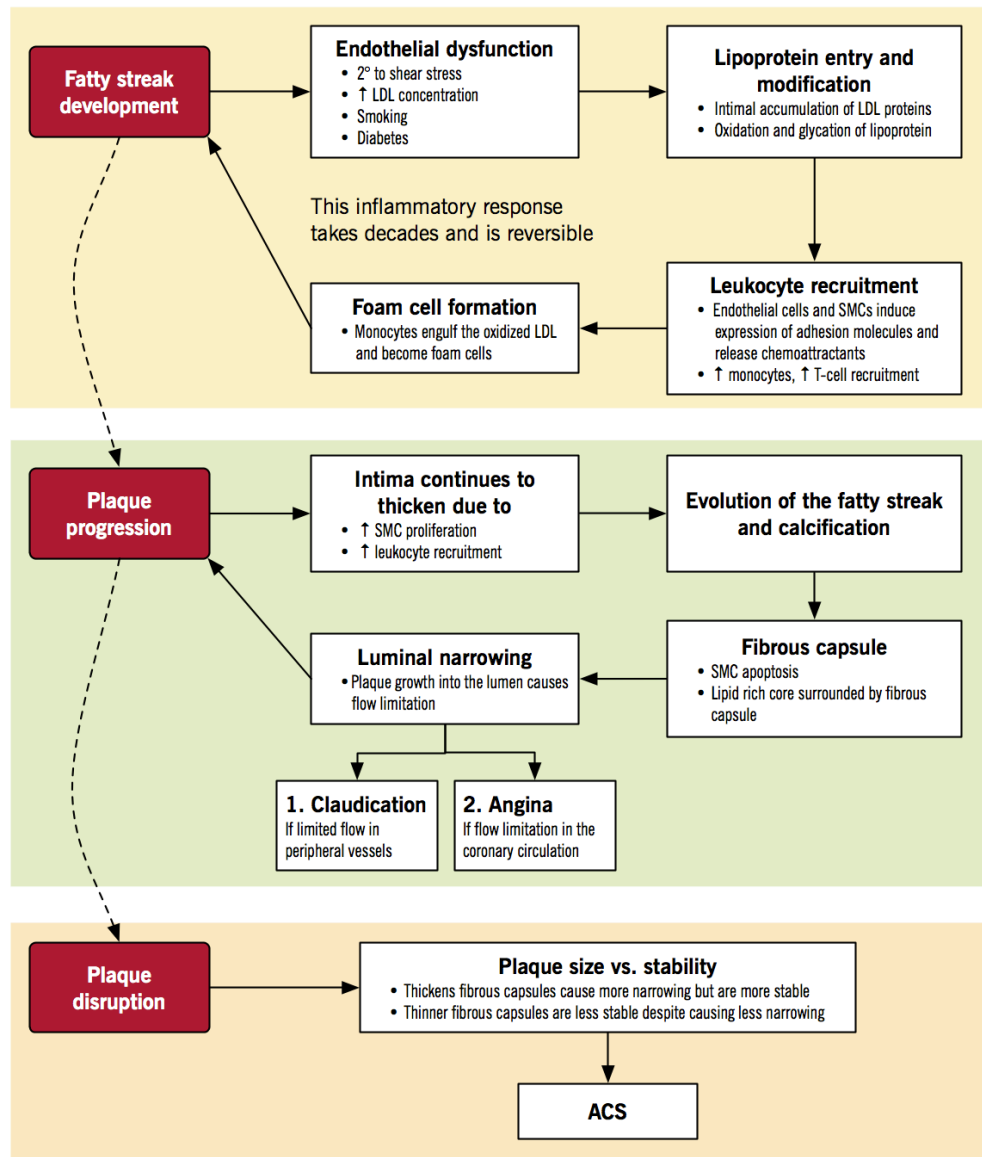 Fatty streak
development
Endothelial dysfunction
• 2° to shear stress
• ↑ LDL concentration
• Smoking
• Diabetes
Lipoprotein entry and
modification
• Intimal accumulation of LDL proteins
• Oxidation and glycation of lipoprotein
This inflammatory response
takes decades and is reversible
Leukocyte recruitment
• Endothelial cells and SMCs induce
expression of adhesion molecules and
release chemoattractants
• ↑ monocytes, ↑ T-cell recruitment
Foam cell formation
• Monocytes engulf the oxidized LDL
and become foam cells
Plaque
progression
Intima continues to
thicken due to
• ↑ SMC proliferation
• ↑ leukocyte recruitment
Evolution of the fatty streak
and calcification
Fibrous capsule
• SMC apoptosis
• Lipid rich core surrounded by fibrous
capsule
Luminal narrowing
• Plaque growth into the lumen causes
flow limitation
1. Claudication
If limited flow in
peripheral vessels
2. Angina
If flow limitation in the
coronary circulation
Plaque
disruption
Plaque size vs. stability
• Thickens fibrous capsules cause more narrowing but are more stable
• Thinner fibrous capsules are less stable despite causing less narrowing
ACS